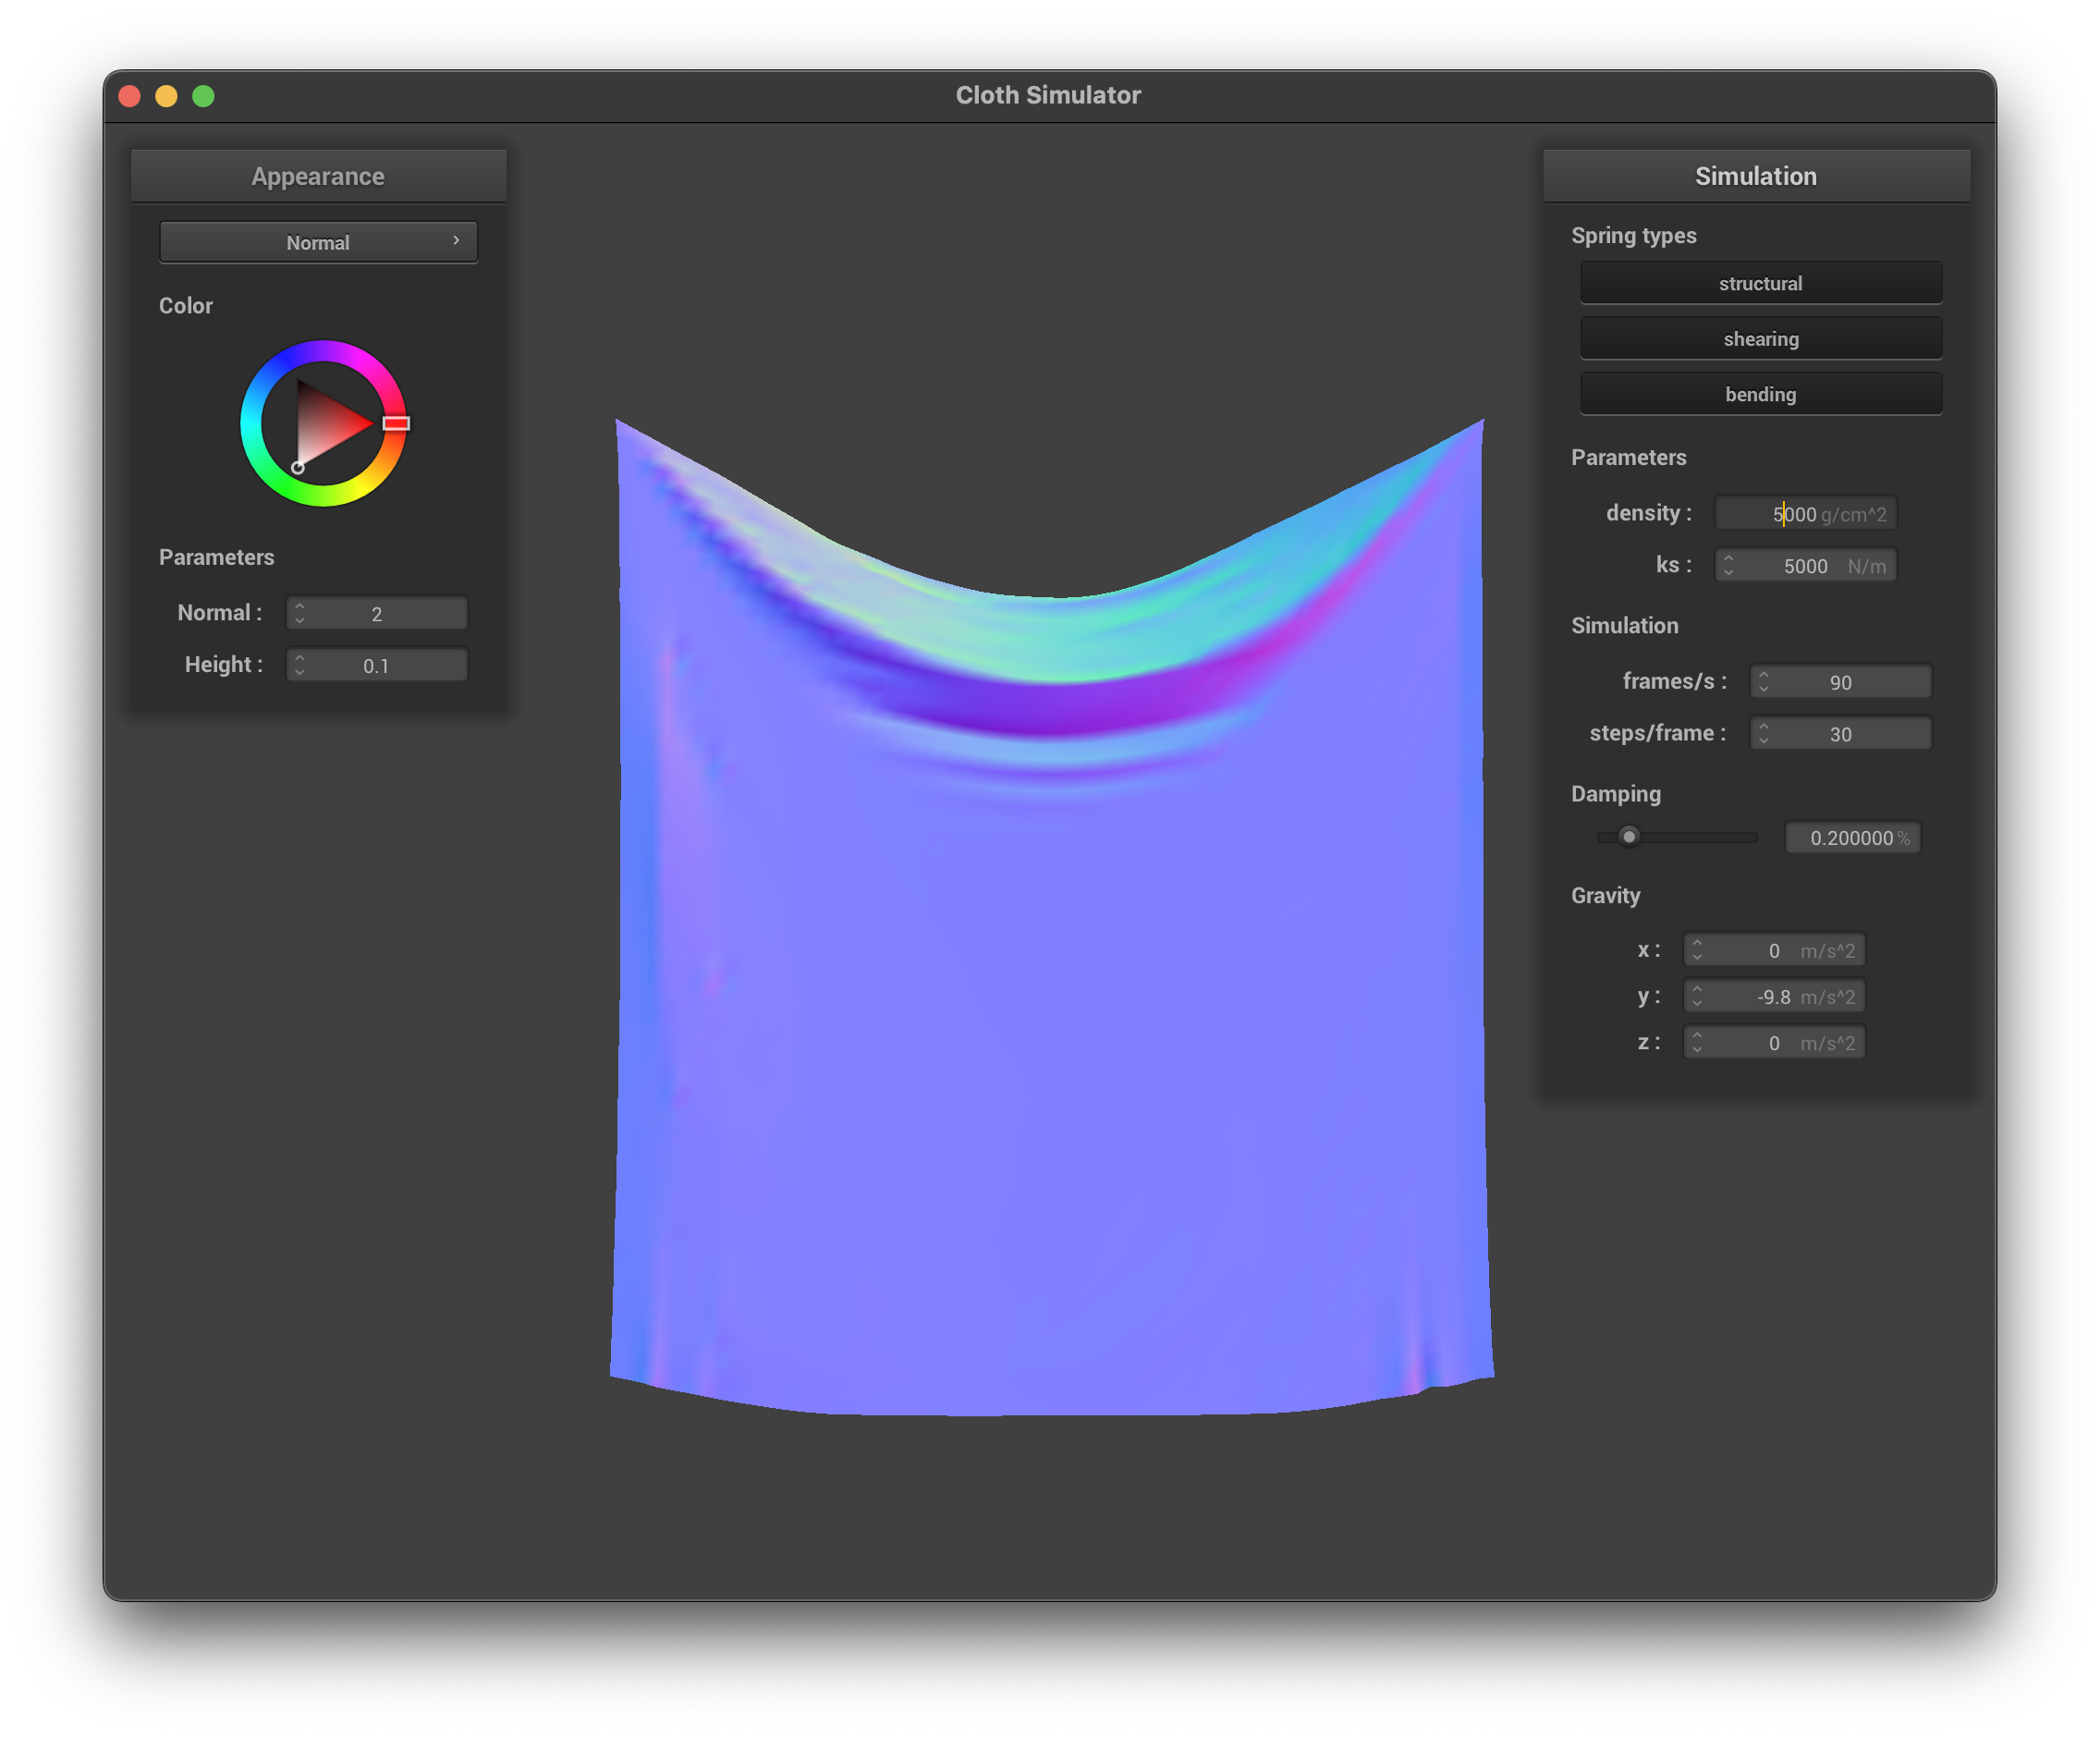 Cloth Simulator
Appearance
Normal
Color
Parameters
Normal : 2
Height : 0.1
Simulation
Spring types
structural
shearing
bending
Parameters
density : 5000 g/cm^2
ks : 5000 N/m
Simulation
frames/s : 90
steps/frame : 30
Damping
0.200000 %
Gravity
x : 0 m/s^2
y : -9.8 m/s^2
z : 0 m/s^2